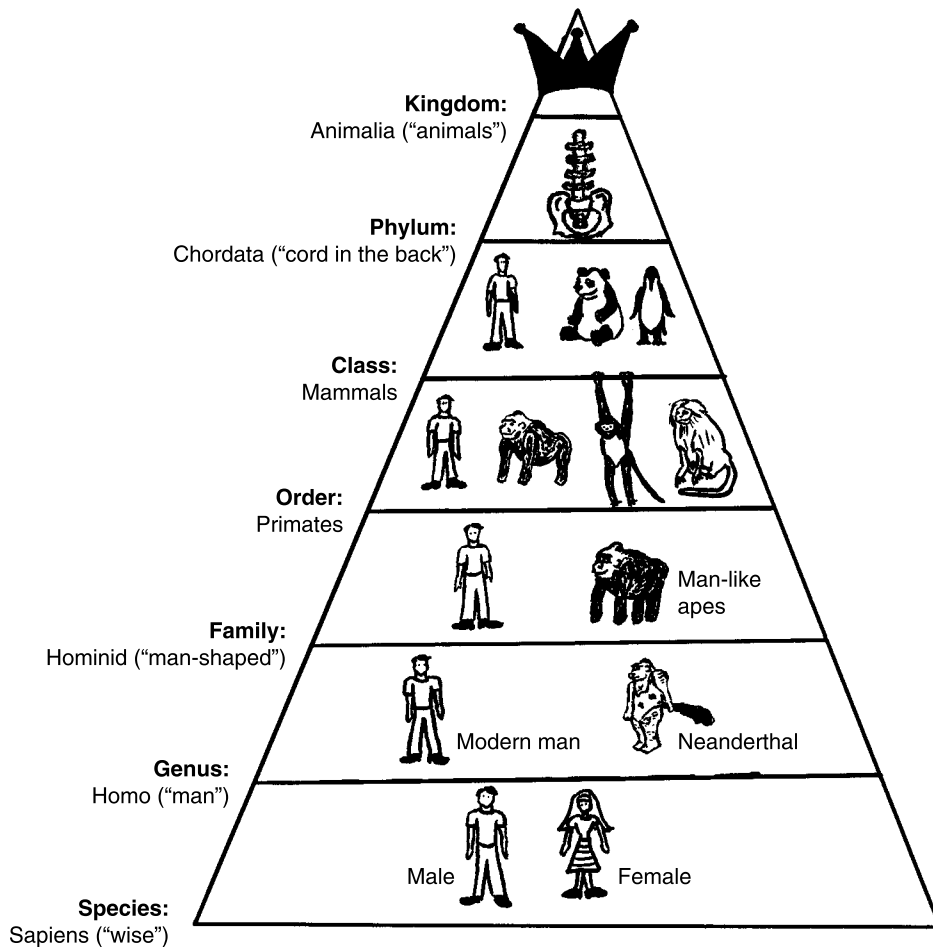 Kingdom:
Animalia (“animals”)
Phylum:
Chordata (“cord in the back”)
Class:
Mammals
Order:
Primates
Man-like
apes
Family:
Hominid (“man-shaped”)
Modern man
Neanderthal
Genus:
Homo (“man”)
Male
Female
Species:
Sapiens (“wise”)